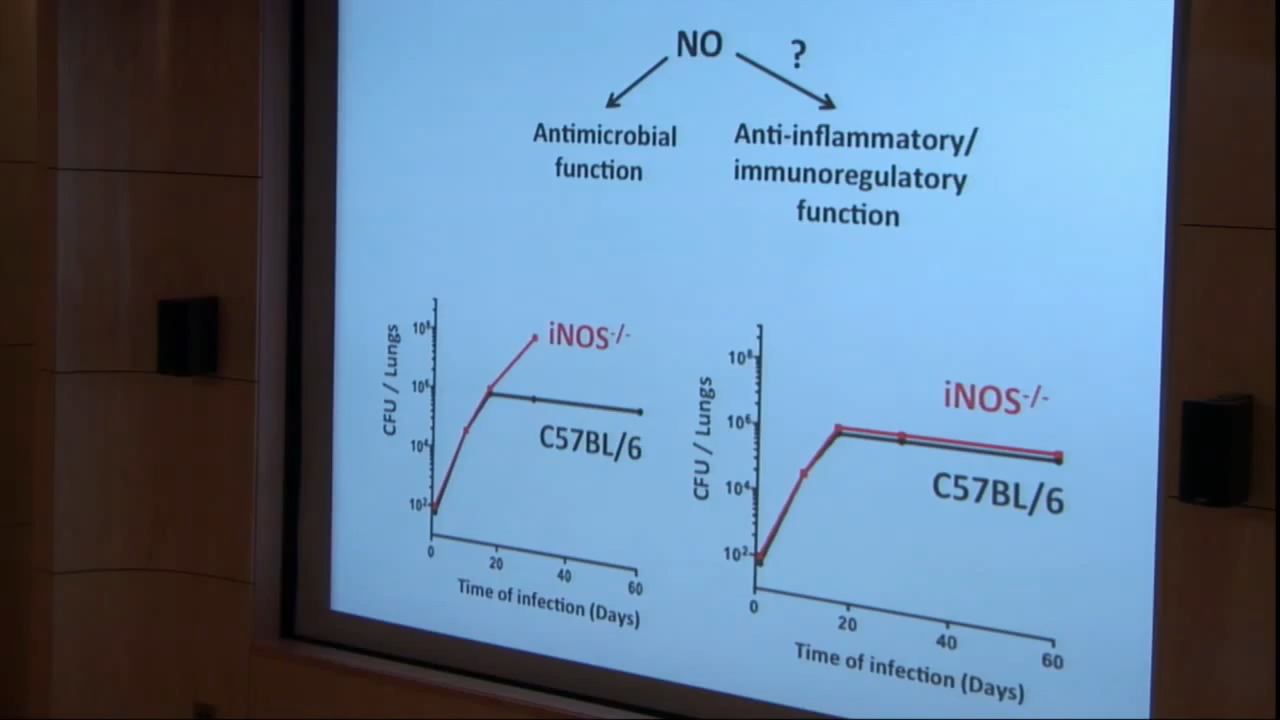 NO
?
Antimicrobial
function
Anti-inflammatory/
immunoregulatory
function
CFU / Lungs
10⁸
10⁶
10⁴
10²
0
20
40
60
Time of infection (Days)
iNOS-/-
C57BL/6
CFU / Lungs
10⁸
10⁶
10⁴
10²
0
20
40
60
Time of infection (Days)
iNOS-/-
C57BL/6